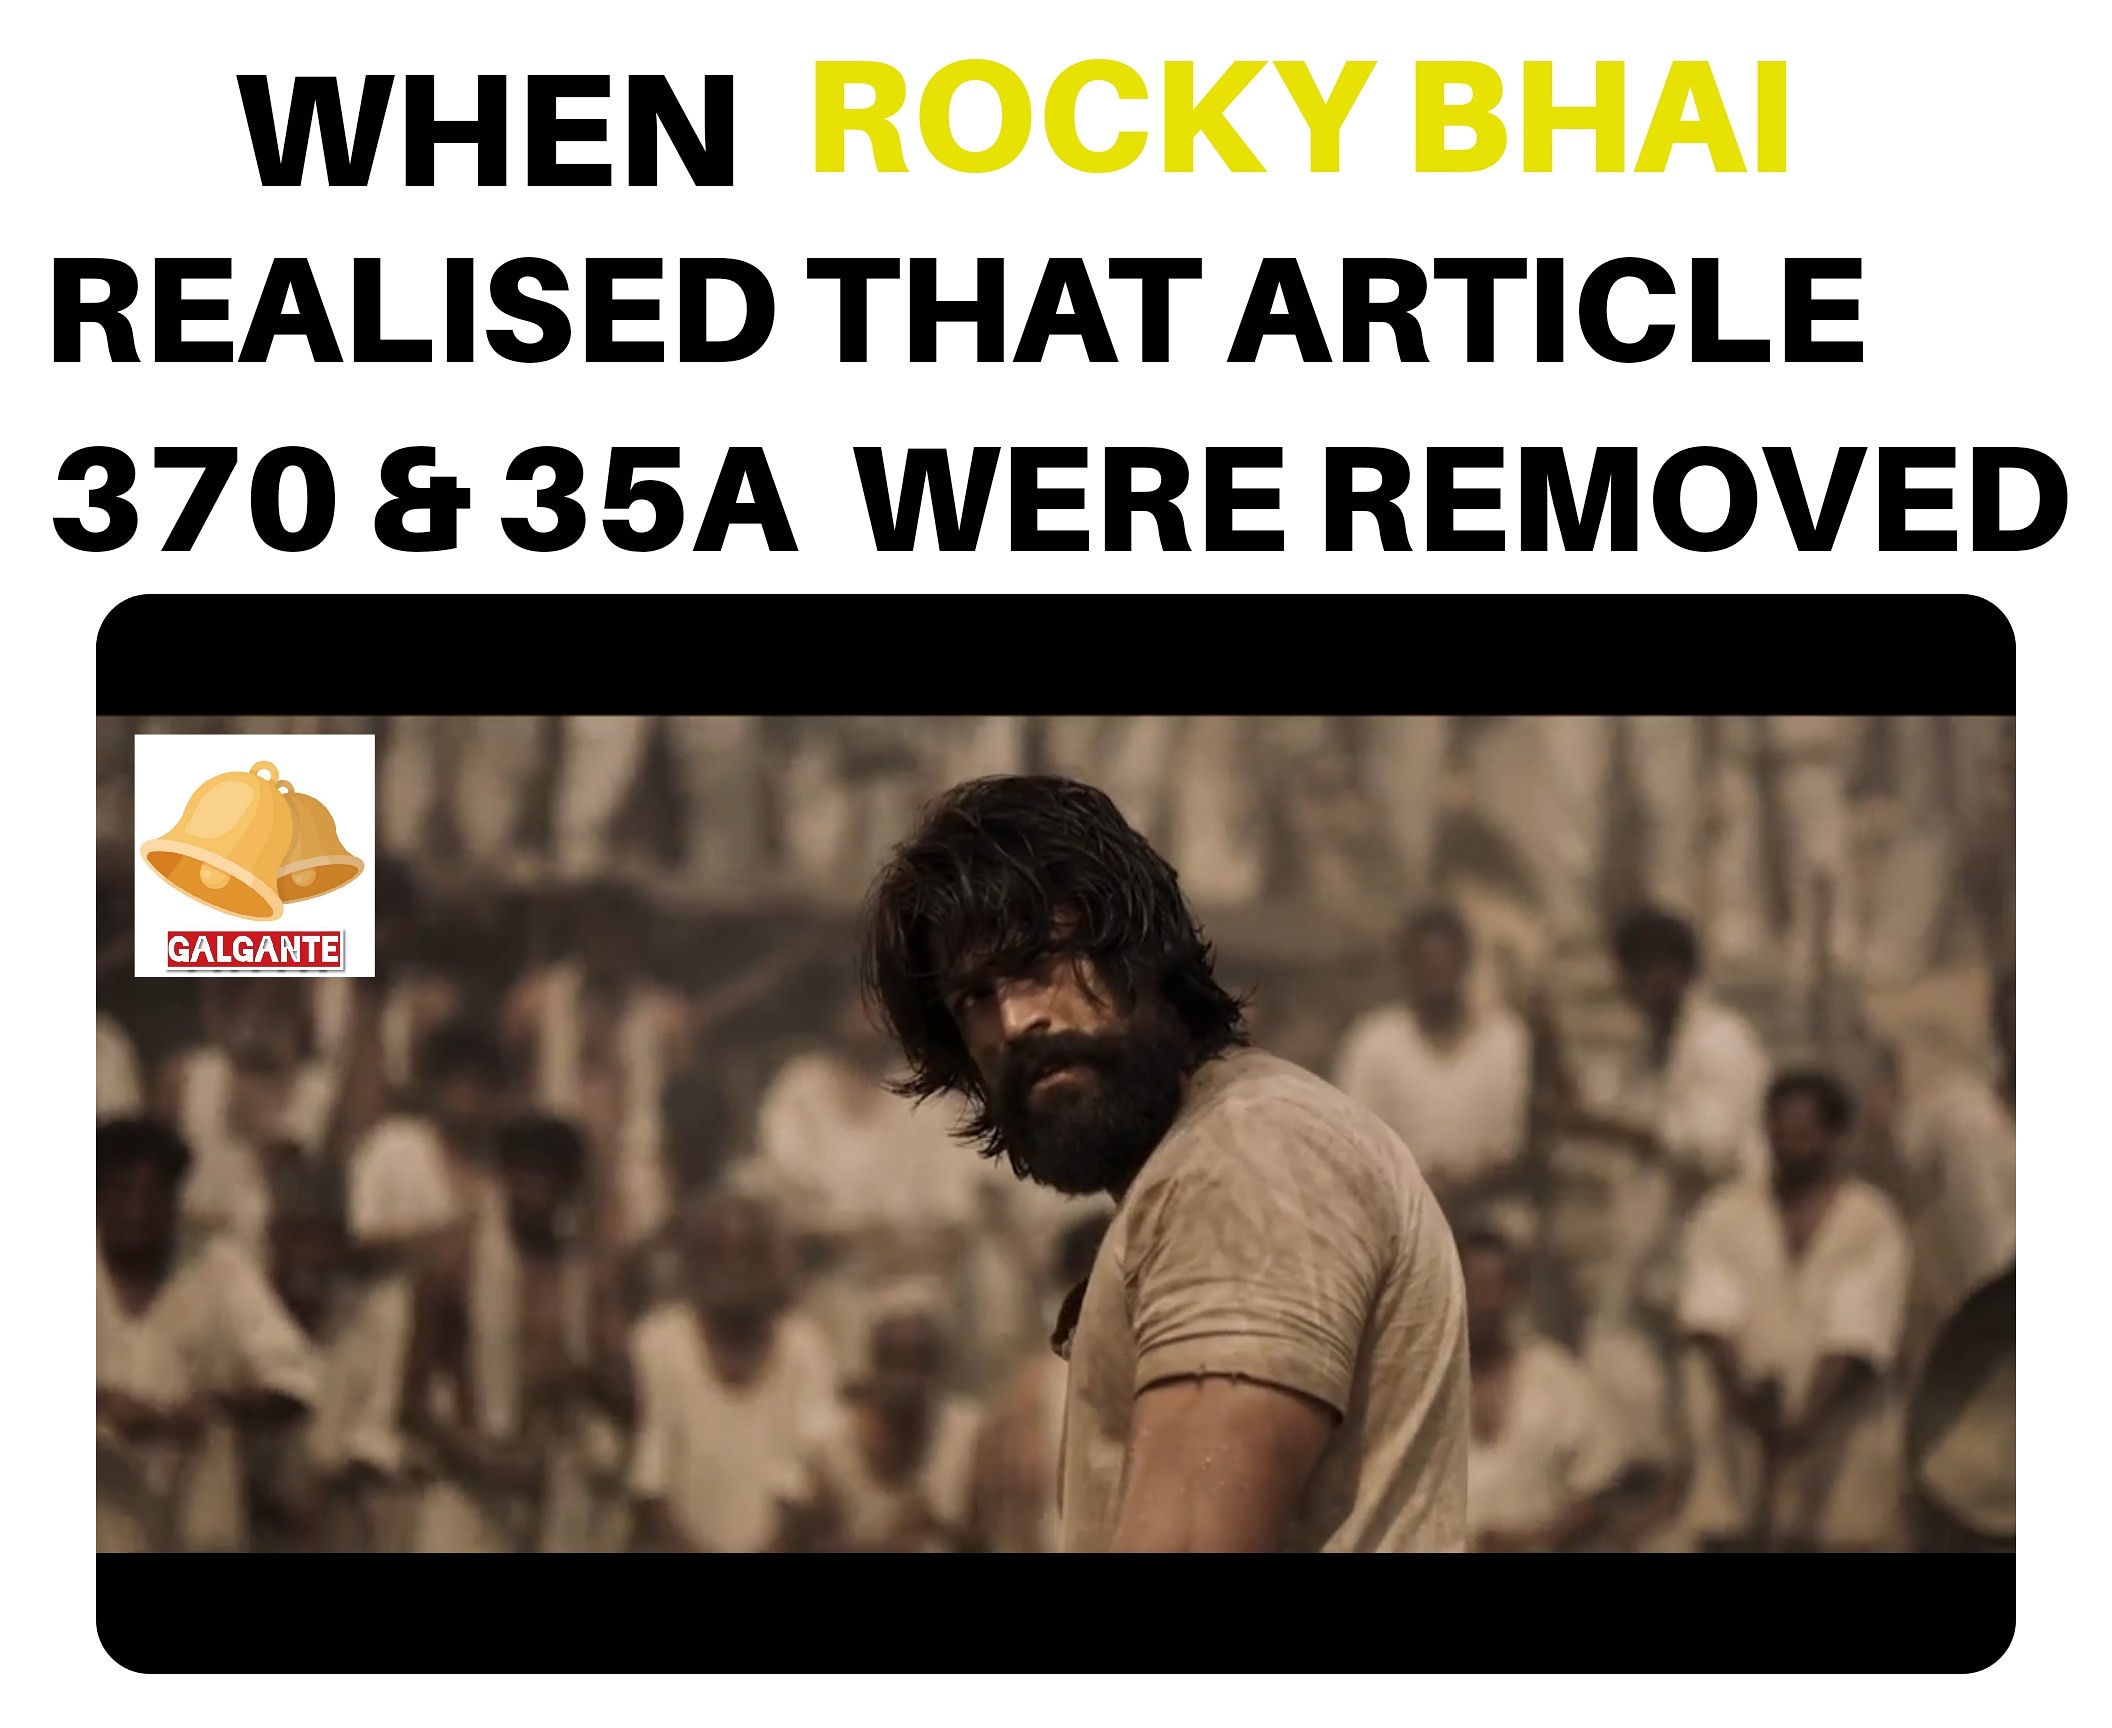 WHEN ROCKY BHAI
REALISED THAT ARTICLE
370 & 35A WERE REMOVED
GALGANTE